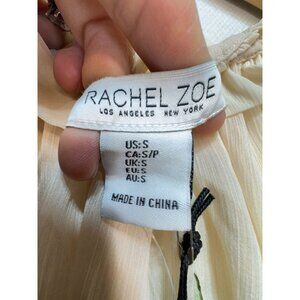 RACHEL ZOE
LOS ANGELES NEW YORK
US:S
CA:S/P
UK:S
EU:S
AU:S
MADE IN CHINA